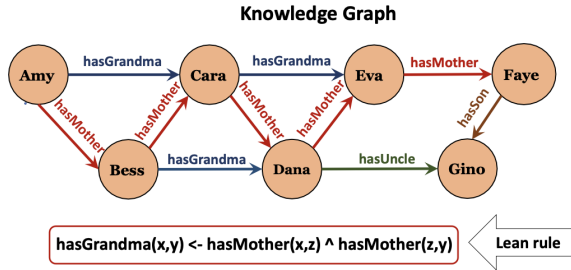 Knowledge Graph
hasGrandma
hasGrandma
Amy
Cara
Eva
hasMother
Faye
hasMother
hasMother
hasMother
hasMother
hasSon
Bess
hasGrandma
Dana
hasUncle
Gino
hasGrandma(x,y) <- hasMother(x,z) ^ hasMother(z,y)
Lean rule